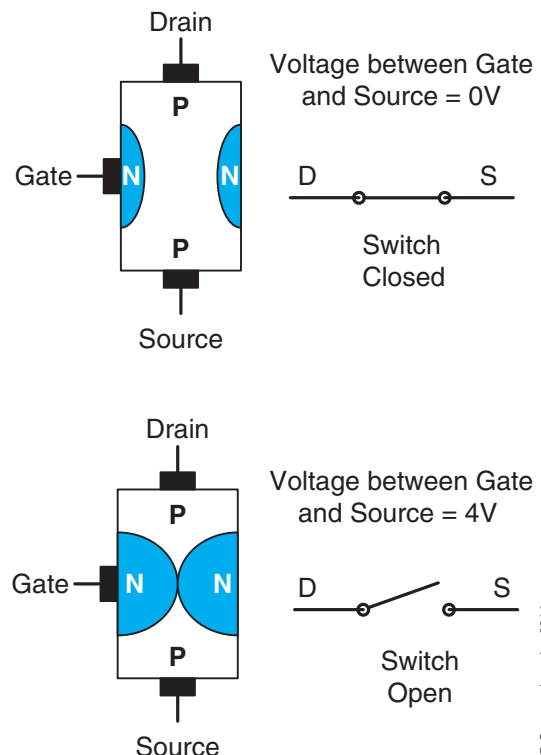 Drain
P
Voltage between Gate
and Source = 0V
Gate
N
N
D
S
P
Switch
Closed
Source
Drain
P
Voltage between Gate
and Source = 4V
Gate
N
N
D
S
P
Switch
Open
Source